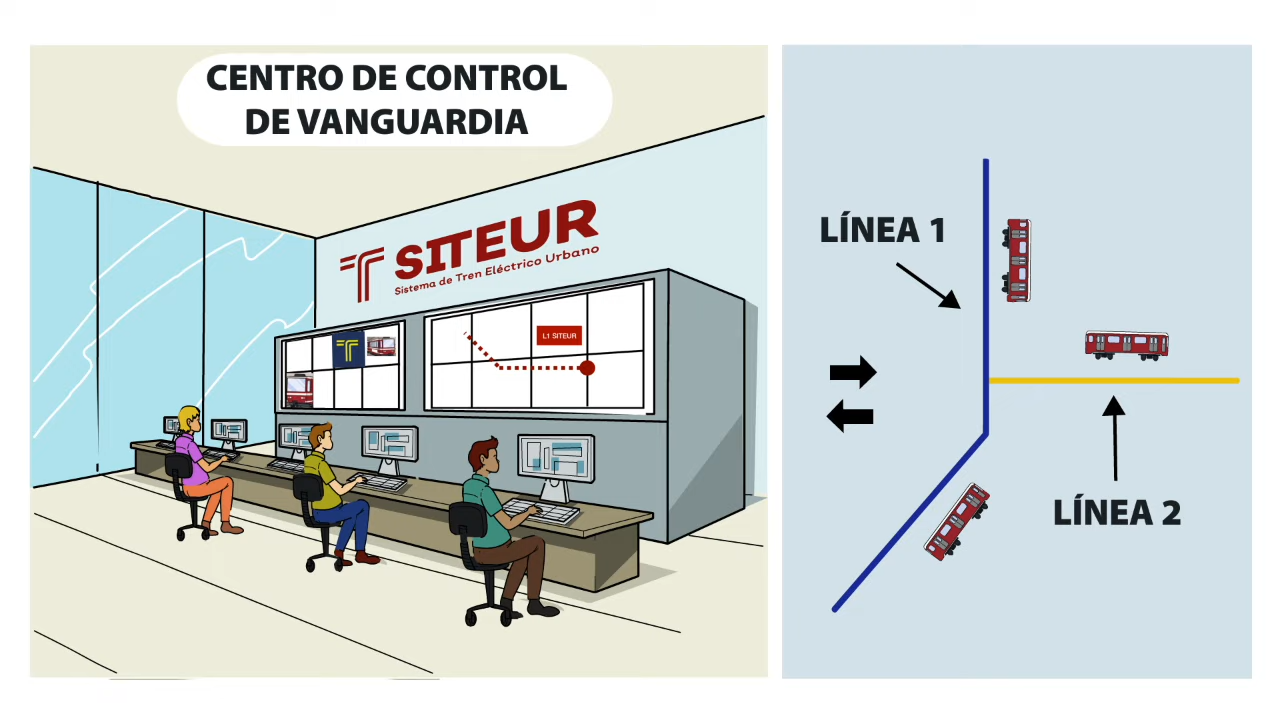 CENTRO DE CONTROL
DE VANGUARDIA
SITEUR
Sistema de Tren Eléctrico Urbano
L1 SITEUR
LÍNEA 1
LÍNEA 2